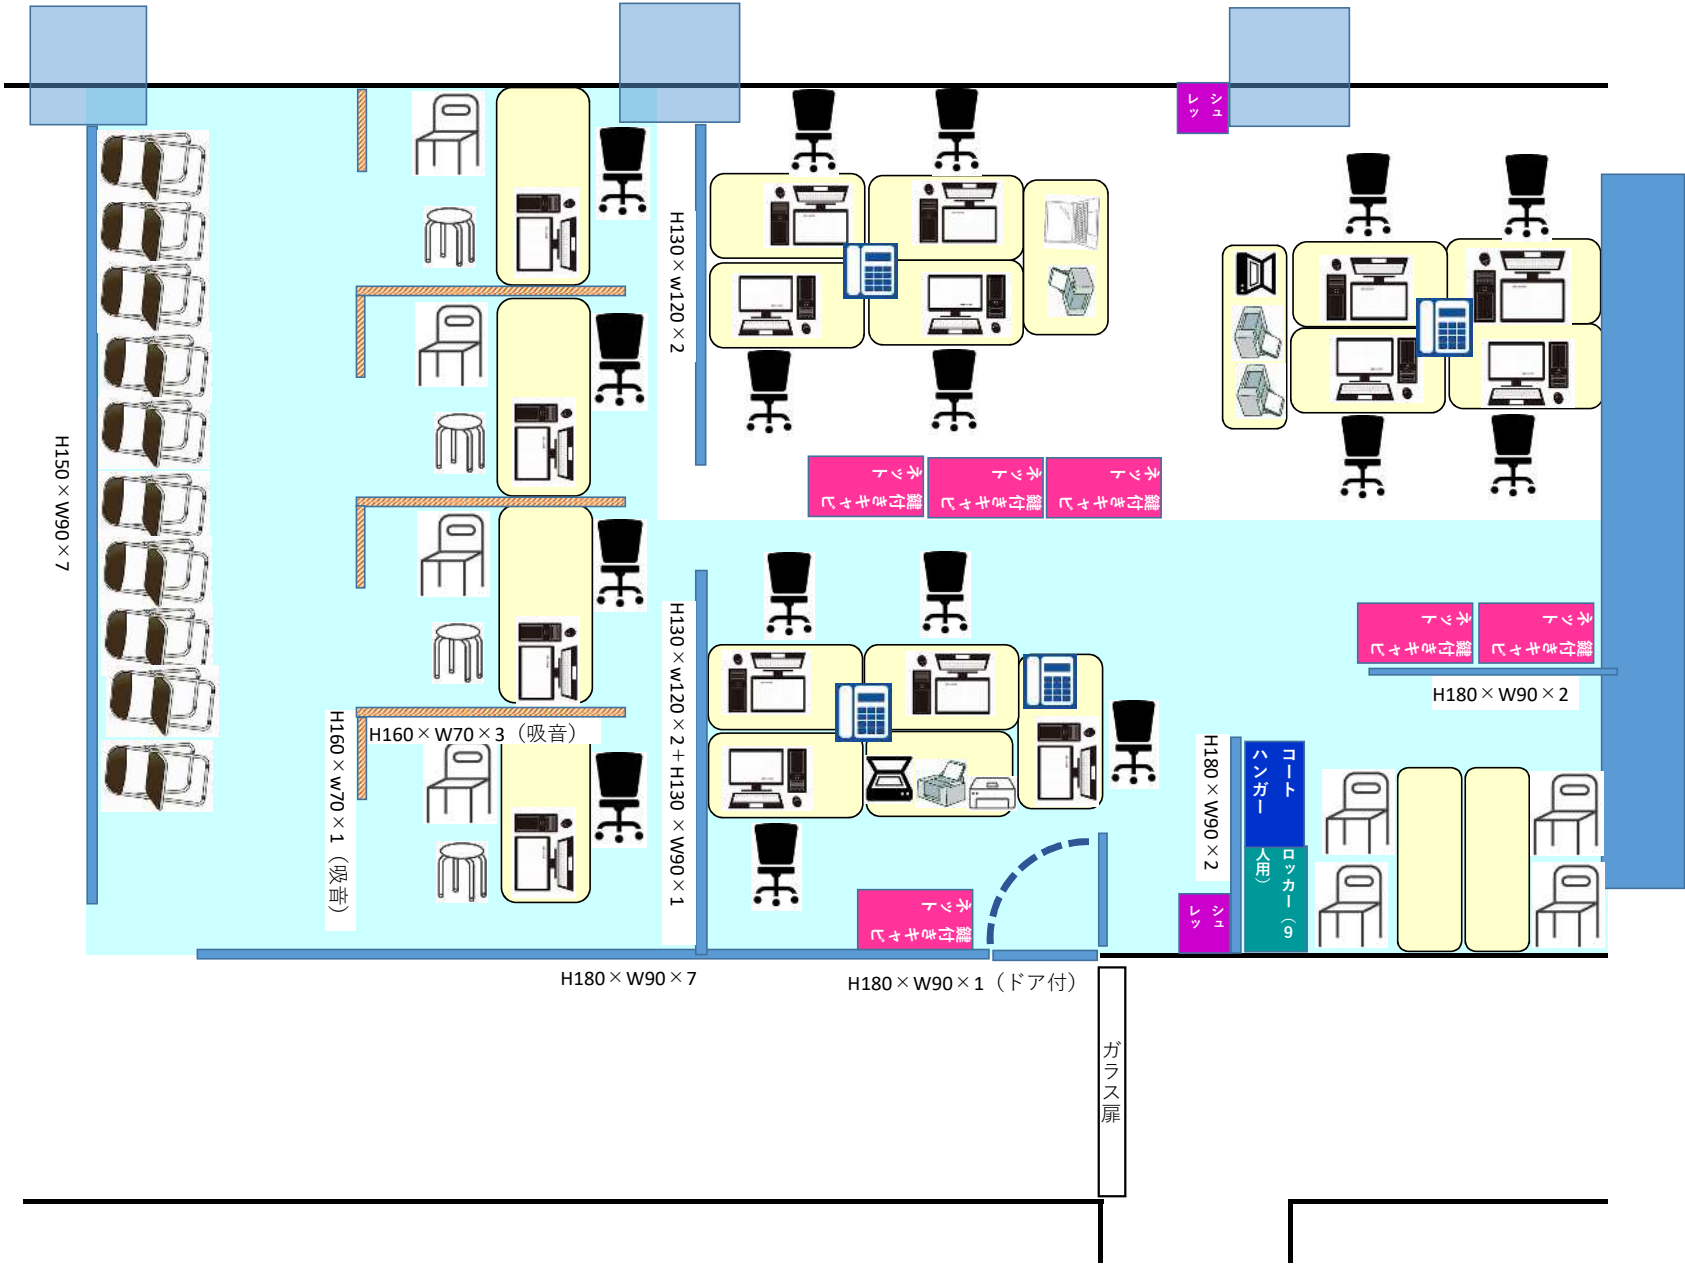 シュ
レッ
H130×w120×2
H150×W90×7
鍵付きキャビ
ネット
鍵付きキャビ
ネット
鍵付きキャビ
ネット
鍵付きキャビ
ネット
鍵付きキャビ
ネット
H180×W90×2
H130×w120×2＋H130×W90×1
H160×W70×3（吸音）
H160×w70×1（吸音）
H180×W90×2
コート
ハンガー
ロッカー（9
人用）
シュ
レッ
鍵付きキャビ
ネット
H180×W90×7
H180×W90×1（ドア付）
ガラス扉